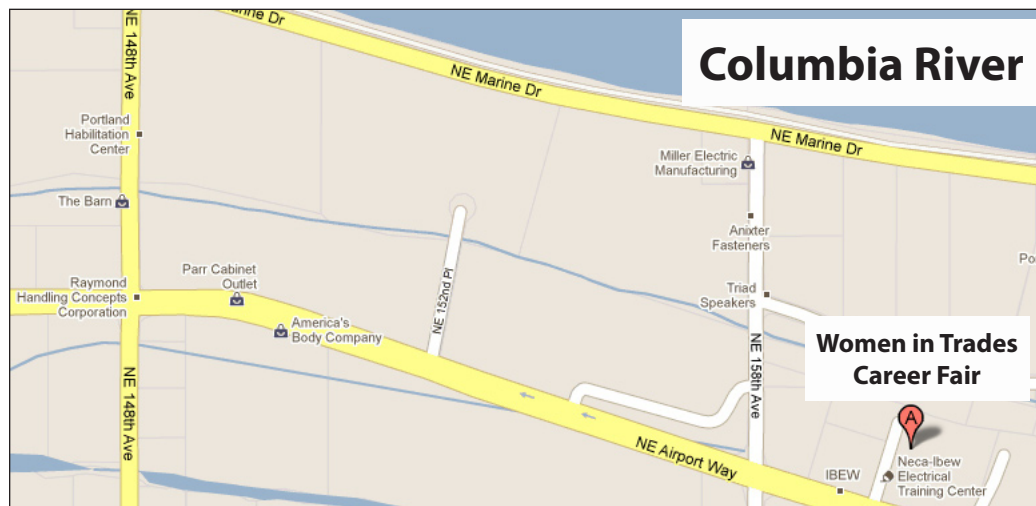 NE 148th Ave
arine Dr
NE Marine Dr
Columbia River
NE Marine Dr
Portland
Habilitation
Center
Miller Electric
Manufacturing
The Barn
Anixter
Fasteners
Parr Cabinet
Outlet
Raymond
Handling Concepts
Corporation
NE 152nd Pl
Triad
Speakers
Po
America's
Body Company
Women in Trades
Career Fair
NE 148th Ave
NE 158th Ave
A
NE Airport Way
IBEW
Neca-Ibew
Electrical
Training Center